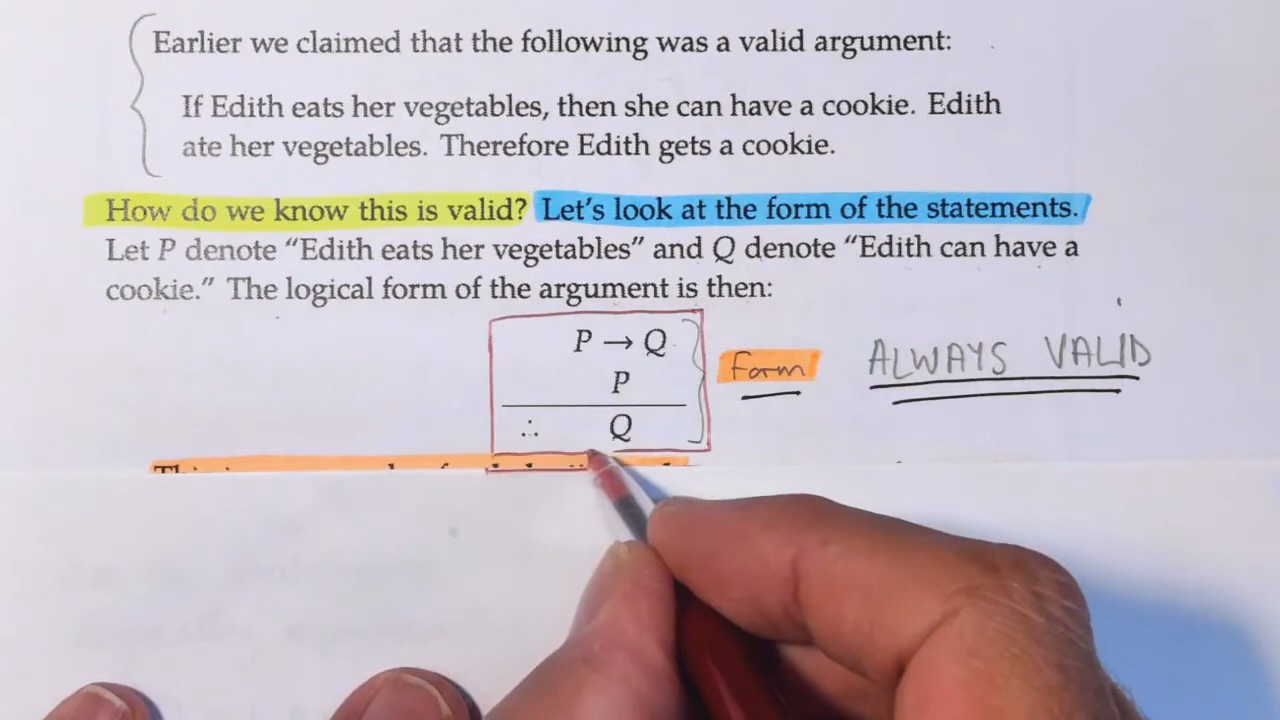 Earlier we claimed that the following was a valid argument:
If Edith eats her vegetables, then she can have a cookie. Edith
ate her vegetables. Therefore Edith gets a cookie.
How do we know this is valid? Let's look at the form of the statements.
Let P denote “Edith eats her vegetables” and Q denote “Edith can have a
cookie.” The logical form of the argument is then:
P → Q
P
∴ Q
Form
ALWAYS VALID